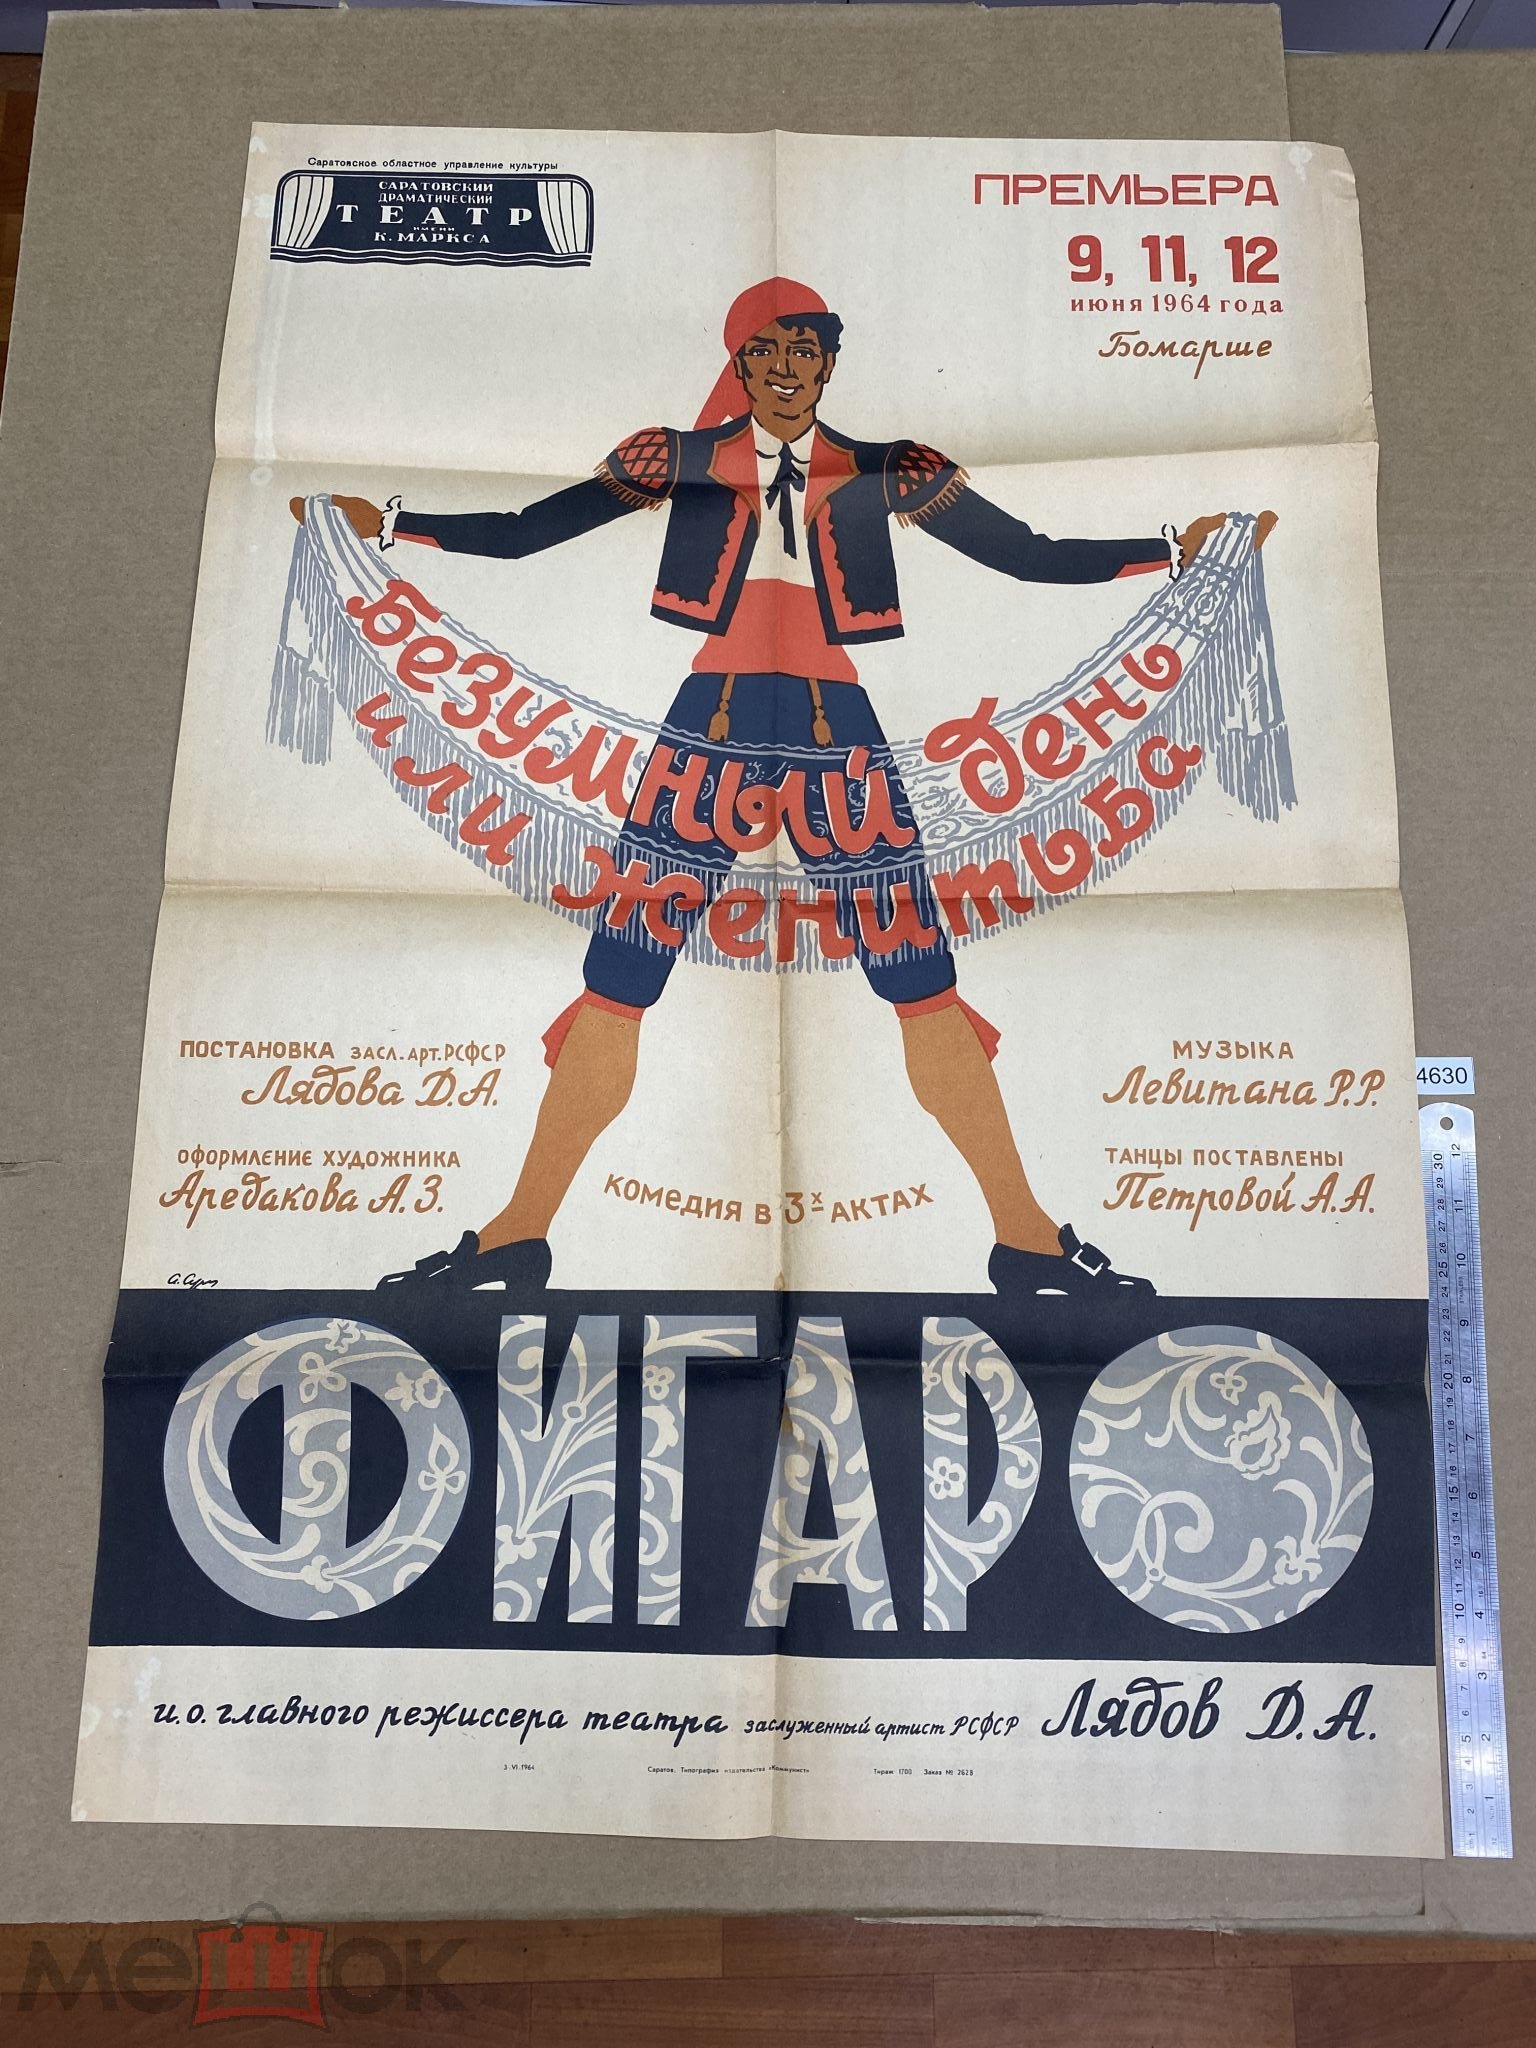 Саратовское областное управление культуры
САРАТОВСКИЙ
ДРАМАТИЧЕСКИЙ
ТЕАТР
ИМЕНИ
К. МАРКСА
ПРЕМЬЕРА
9, 11, 12
июня 1964 года
Бомарше
Безумный день
или женитьба
ПОСТАНОВКА ЗАСЛ. АРТ. РСФСР
Лядова Д.А.
ОФОРМЛЕНИЕ ХУДОЖНИКА
Аредакова А.З.
МУЗЫКА
Левитана Р.Р.
ТАНЦЫ ПОСТАВЛЕНЫ
Петровой А.А.
КОМЕДИЯ В 3х АКТАХ
ФИГАРО
и.о. главного режиссера театра заслуженный артист РСФСР Лядов Д.А.
3.VI.1964 Саратов. Типография издательства «Коммунист» Тираж 1700 Заказ № 2628
4630
мешок